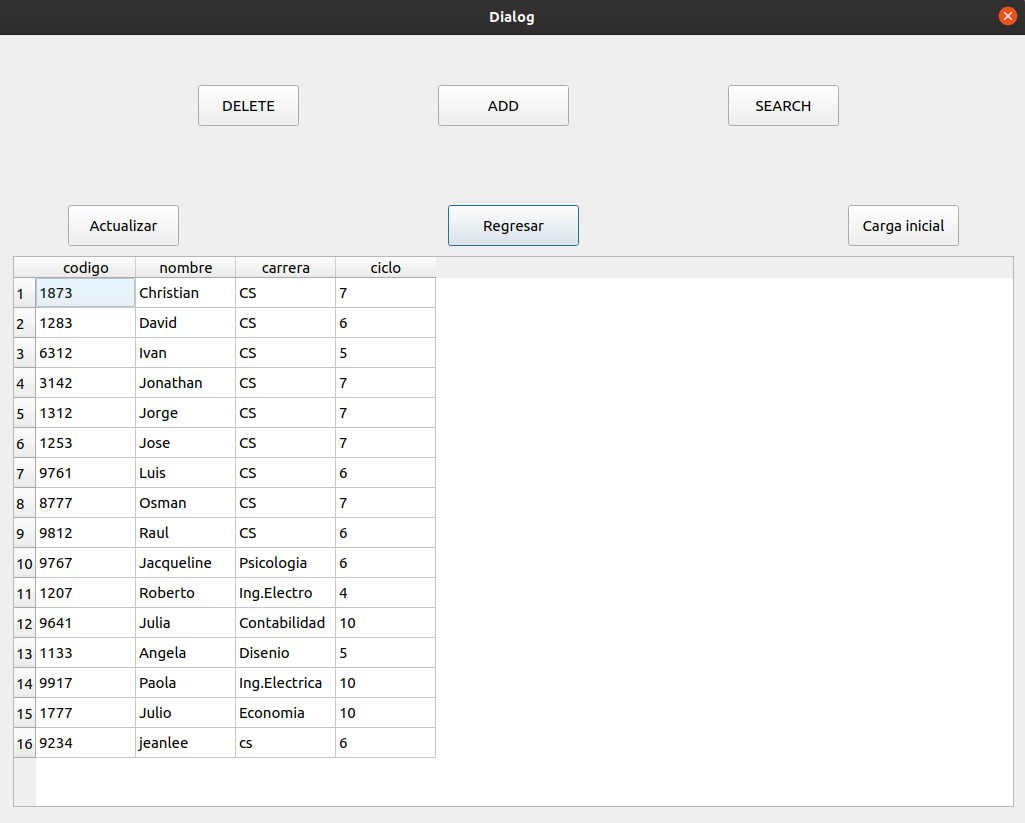 Dialog
DELETE ADD SEARCH
Actualizar Regresar Carga inicial
codigo nombre carrera ciclo
1 1873 Christian CS 7
2 1283 David CS 6
3 6312 Ivan CS 5
4 3142 Jonathan CS 7
5 1312 Jorge CS 7
6 1253 Jose CS 7
7 9761 Luis CS 6
8 8777 Osman CS 7
9 9812 Raul CS 6
10 9767 Jacqueline Psicologia 6
11 1207 Roberto Ing.Electro 4
12 9641 Julia Contabilidad 10
13 1133 Angela Disenio 5
14 9917 Paola Ing.Electrica 10
15 1777 Julio Economia 10
16 9234 jeanlee cs 6